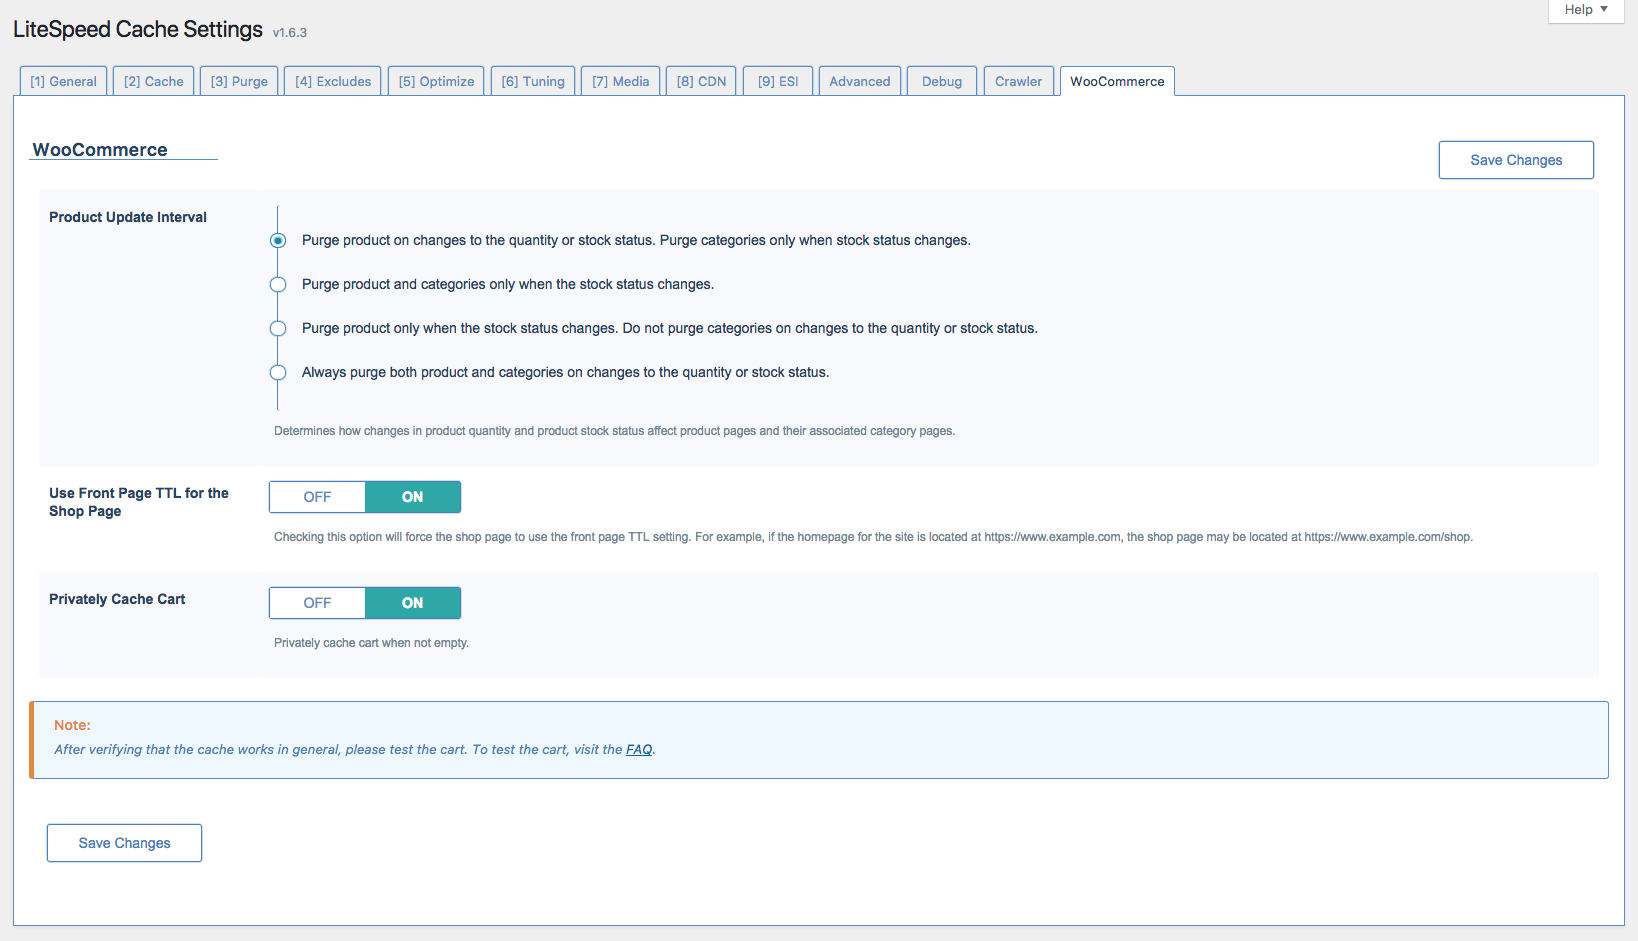 Help ▼
LiteSpeed Cache Settings v1.6.3
[1] General [2] Cache [3] Purge [4] Excludes [5] Optimize [6] Tuning [7] Media [8] CDN [9] ESI Advanced Debug Crawler WooCommerce
WooCommerce
Save Changes
Product Update Interval
Purge product on changes to the quantity or stock status. Purge categories only when stock status changes.
Purge product and categories only when the stock status changes.
Purge product only when the stock status changes. Do not purge categories on changes to the quantity or stock status.
Always purge both product and categories on changes to the quantity or stock status.
Determines how changes in product quantity and product stock status affect product pages and their associated category pages.
Use Front Page TTL for the
Shop Page
OFF ON
Checking this option will force the shop page to use the front page TTL setting. For example, if the homepage for the site is located at https://www.example.com, the shop page may be located at https://www.example.com/shop.
Privately Cache Cart
OFF ON
Privately cache cart when not empty.
Note:
After verifying that the cache works in general, please test the cart. To test the cart, visit the FAQ.
Save Changes